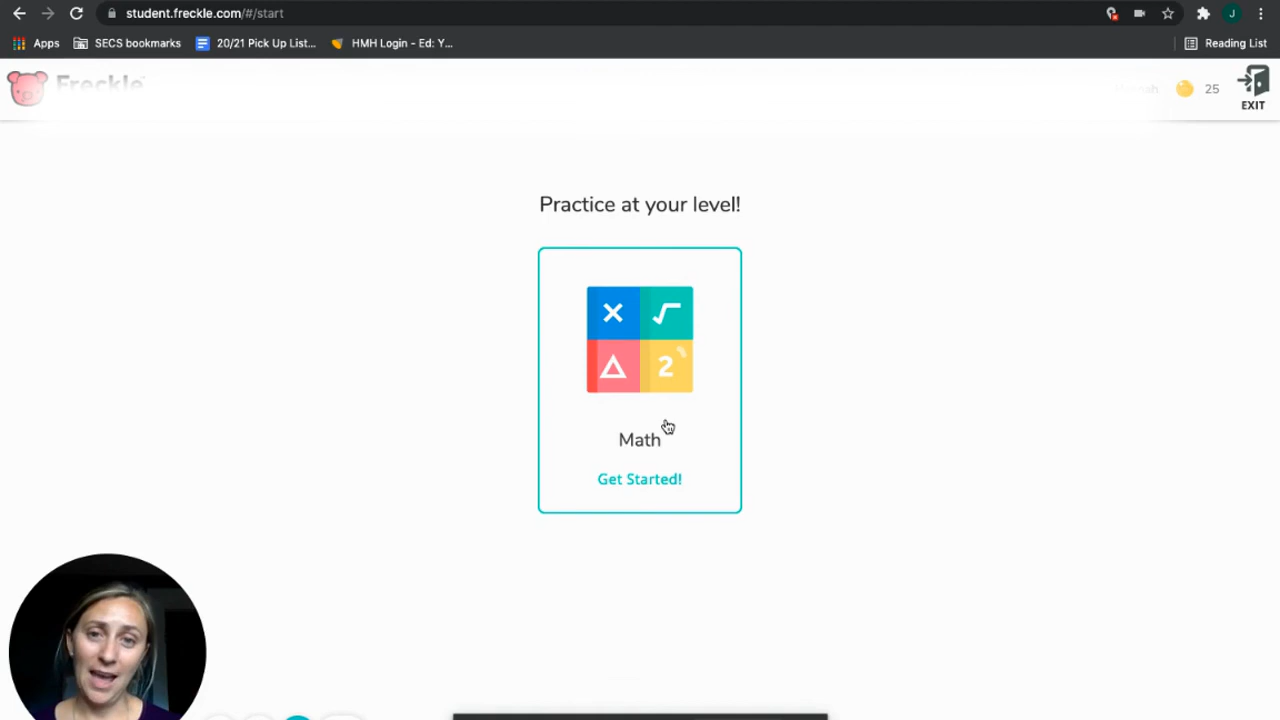 student.freckle.com/#/start
J
Apps
SECS bookmarks
20/21 Pick Up List...
HMH Login - Ed: Y...
Reading List
Freckle
25
EXIT
Practice at your level!
2
Math
Get Started!